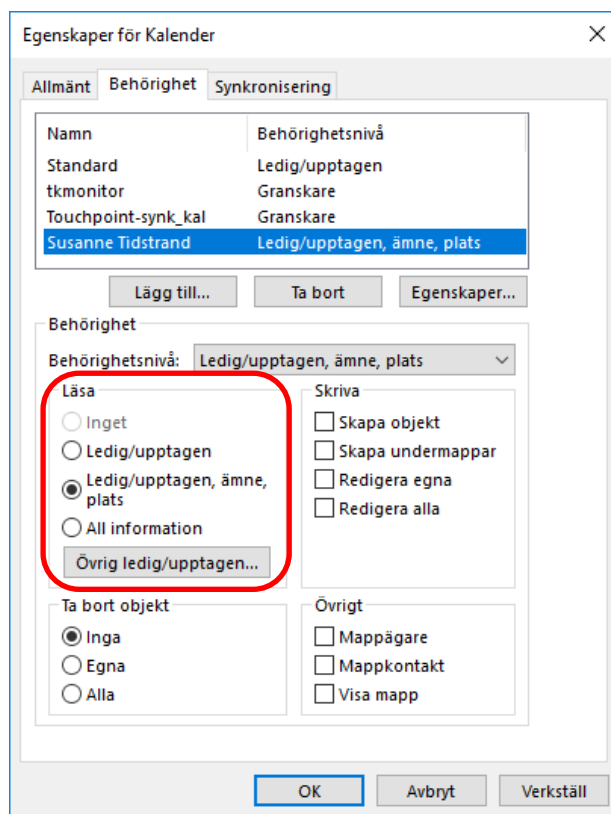 Egenskaper för Kalender
Allmänt Behörighet Synkronisering
Namn Behörighetsnivå
Standard Ledig/upptagen
tkmonitor Granskare
Touchpoint-synk_kal Granskare
Susanne Tidstrand Ledig/upptagen, ämne, plats
Lägg till... Ta bort Egenskaper...
Behörighet
Behörighetsnivå: Ledig/upptagen, ämne, plats
Läsa
Inget
Ledig/upptagen
Ledig/upptagen, ämne,
plats
All information
Övrig ledig/upptagen...
Skriva
Skapa objekt
Skapa undermappar
Redigera egna
Redigera alla
Ta bort objekt
Inga
Egna
Alla
Övrigt
Mappägare
Mappkontakt
Visa mapp
OK Avbryt Verkställ